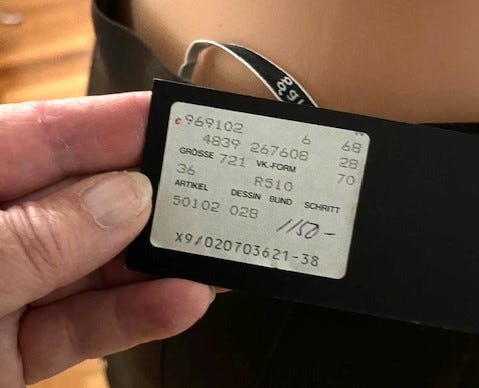 c969102 6 68
4839 267608 28
GRÖSSE 721 VK.-FORM 70
36 R510
ARTIKEL DESSIN BUND SCHRITT
50102 028 1150-
X9/020703621-38